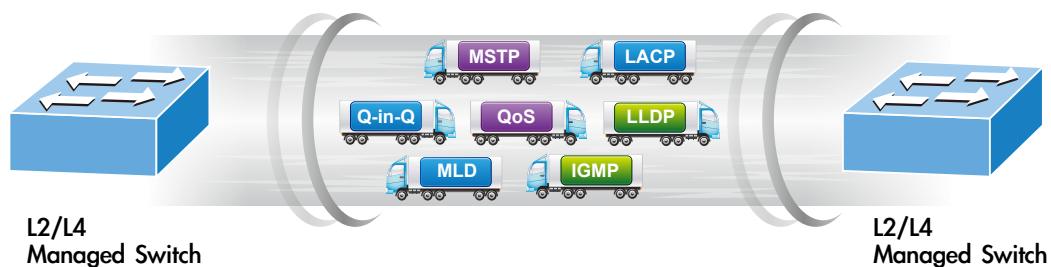 MSTP
LACP
Q-in-Q
QoS
LLDP
MLD
IGMP
L2/L4
Managed Switch
L2/L4
Managed Switch